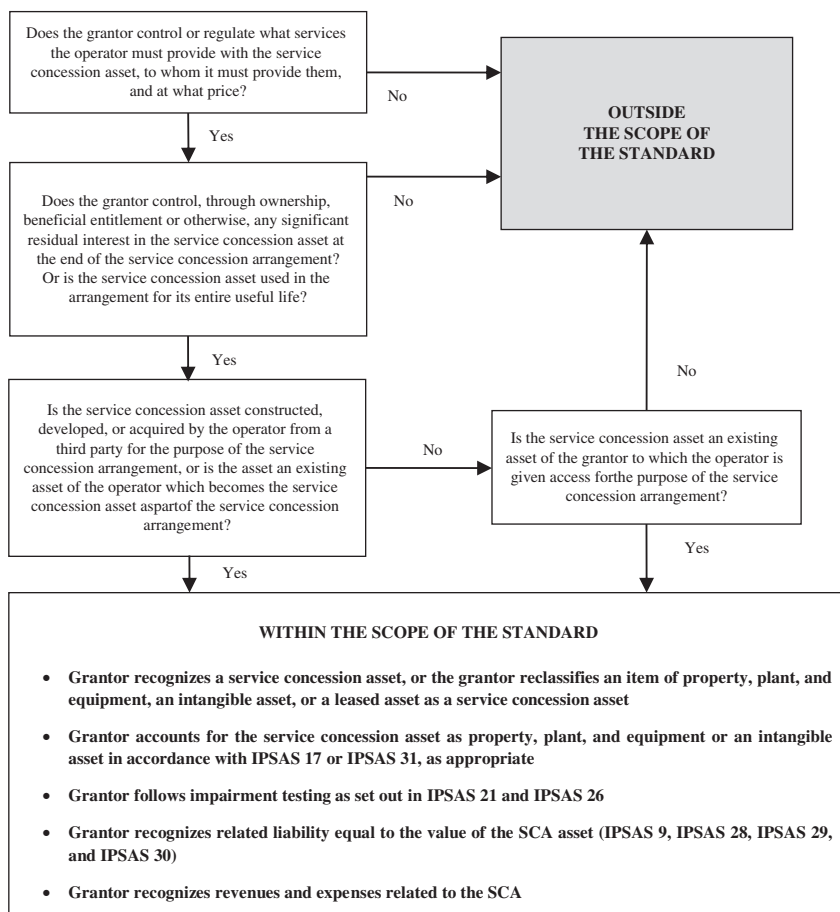 Does the grantor control or regulate what services
the operator must provide with the service
concession asset, to whom it must provide them,
and at what price?
No
OUTSIDE
THE SCOPE OF
THE STANDARD
Yes
Does the grantor control, through ownership,
beneficial entitlement or otherwise, any significant
residual interest in the service concession asset at
the end of the service concession arrangement?
Or is the service concession asset used in the
arrangement for its entire useful life?
No
Yes
No
Is the service concession asset constructed,
developed, or acquired by the operator from a
third party for the purpose of the service
concession arrangement, or is the asset an existing
asset of the operator which becomes the service
concession asset aspartof the service concession
arrangement?
No
Is the service concession asset an existing
asset of the grantor to which the operator is
given access forthe purpose of the service
concession arrangement?
Yes
Yes
WITHIN THE SCOPE OF THE STANDARD
• Grantor recognizes a service concession asset, or the grantor reclassifies an item of property, plant, and
equipment, an intangible asset, or a leased asset as a service concession asset
• Grantor accounts for the service concession asset as property, plant, and equipment or an intangible
asset in accordance with IPSAS 17 or IPSAS 31, as appropriate
• Grantor follows impairment testing as set out in IPSAS 21 and IPSAS 26
• Grantor recognizes related liability equal to the value of the SCA asset (IPSAS 9, IPSAS 28, IPSAS 29,
and IPSAS 30)
• Grantor recognizes revenues and expenses related to the SCA